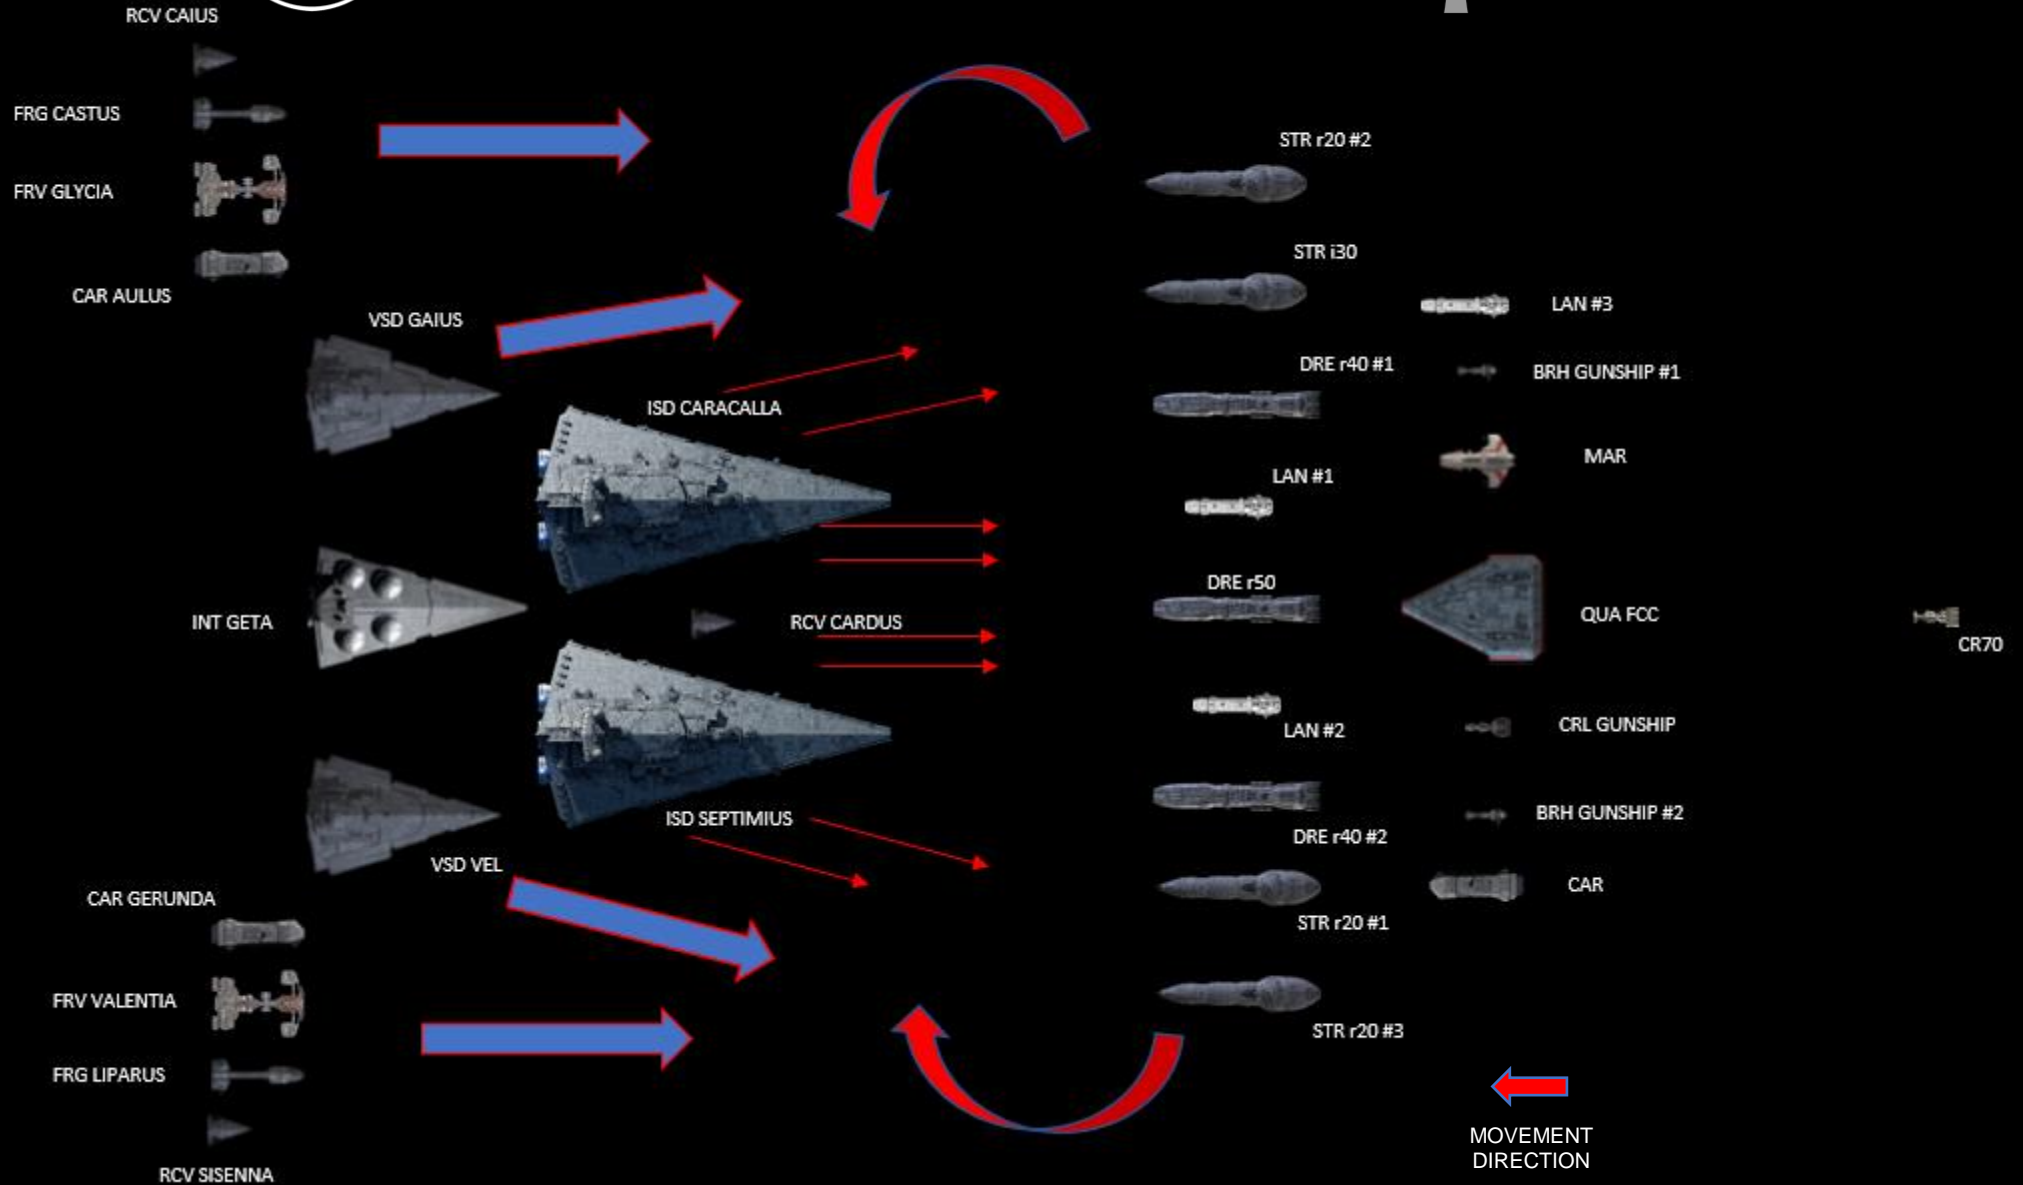 RCV CAIUS
FRG CASTUS
FRV GLYCIA
CAR AULUS
VSD GAIUS
ISD CARACALLA
INT GETA
RCV CARDUS
ISD SEPTIMIUS
VSD VEL
CAR GERUNDA
FRV VALENTIA
FRG LIPARUS
RCV SISENNA
STR r20 #2
STR i30
DRE r40 #1
LAN #1
DRE r50
LAN #2
DRE r40 #2
STR r20 #1
STR r20 #3
LAN #3
BRH GUNSHIP #1
MAR
QUA FCC
CRL GUNSHIP
BRH GUNSHIP #2
CAR
CR70
MOVEMENT
DIRECTION